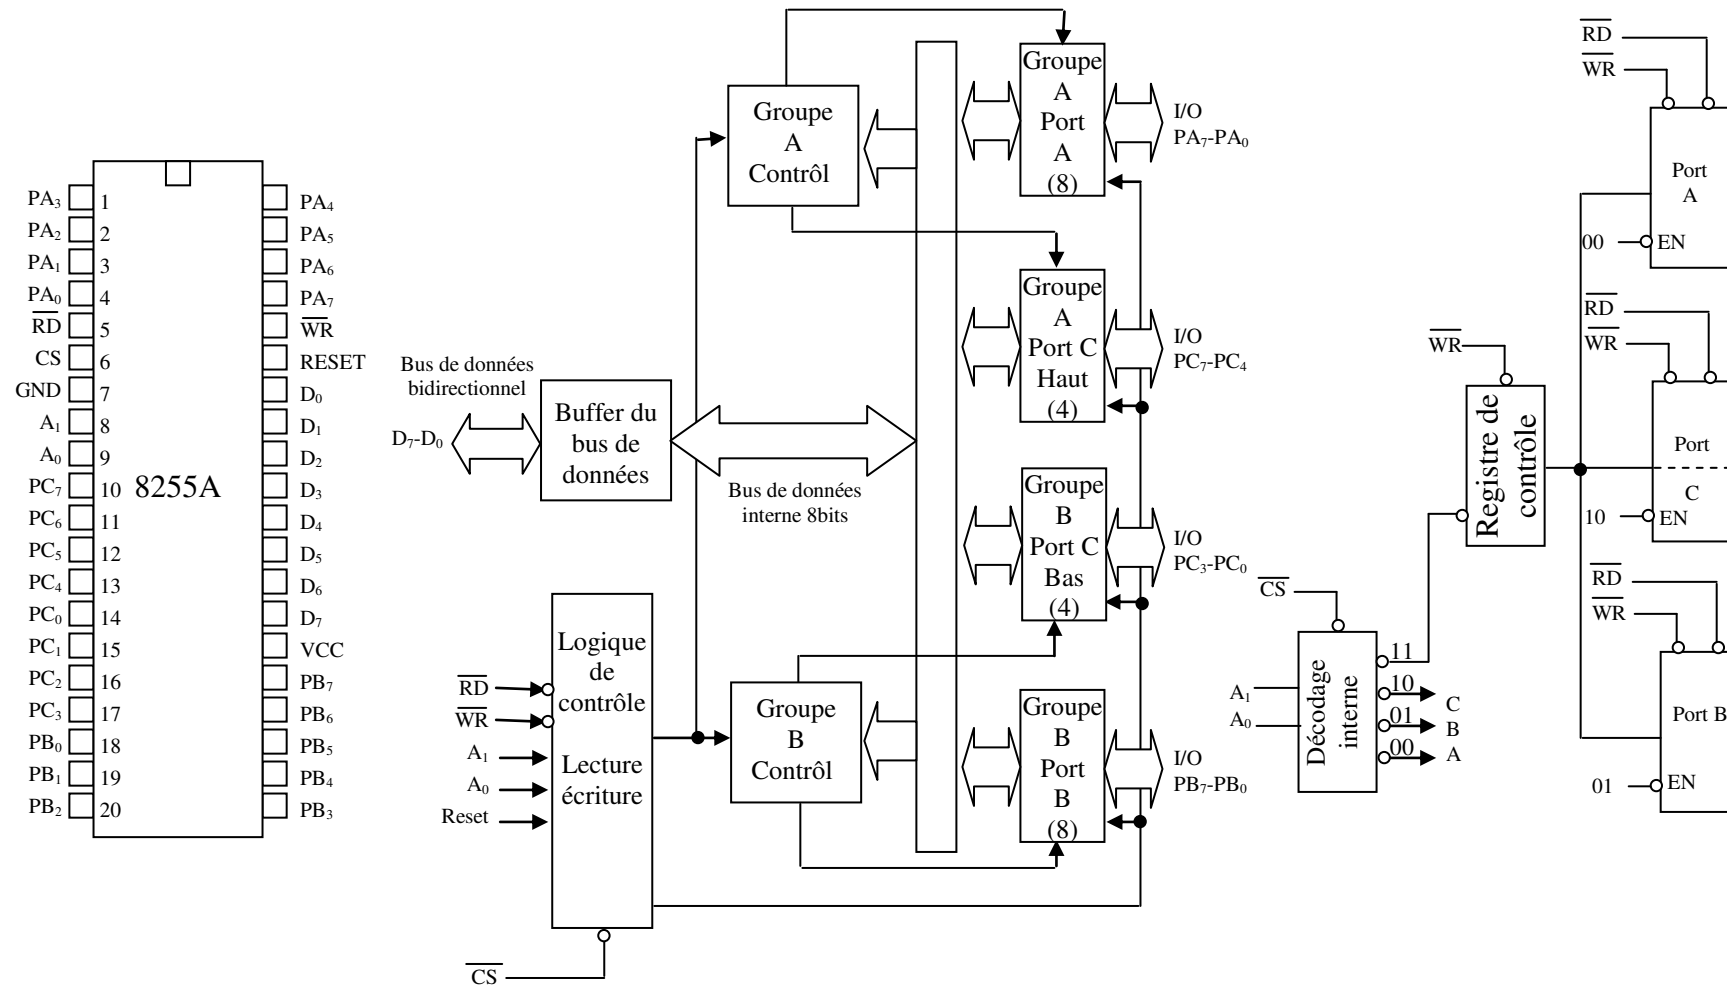 PA3 1 PA4
PA2 2 PA5
PA1 3 PA6
PA0 4 PA7
RD 5 WR
CS 6 RESET
GND 7 D0
A1 8 D1
A0 9 D2
PC7 10 8255A D3
PC6 11 D4
PC5 12 D5
PC4 13 D6
PC0 14 D7
PC1 15 VCC
PC2 16 PB7
PC3 17 PB6
PB0 18 PB5
PB1 19 PB4
PB2 20 PB3
Bus de données
bidirectionnel
D7-D0
Buffer du
bus de
données
Bus de données
interne 8bits
Groupe
A
Contrôl
Groupe
B
Contrôl
Logique
de
contrôle
Lecture
écriture
RD
WR
A1
A0
Reset
CS
Groupe
A
Port
A
(8)
I/O
PA7-PA0
Groupe
A
Port C
Haut
(4)
I/O
PC7-PC4
Groupe
B
Port C
Bas
(4)
I/O
PC3-PC0
Groupe
B
Port
B
(8)
I/O
PB7-PB0
CS
A1
A0
Décodage
interne
11
10 C
01 B
00 A
WR
Registre de
contrôle
RD
WR
Port
A
00 EN
RD
WR
Port
C
10 EN
RD
WR
Port B
01 EN